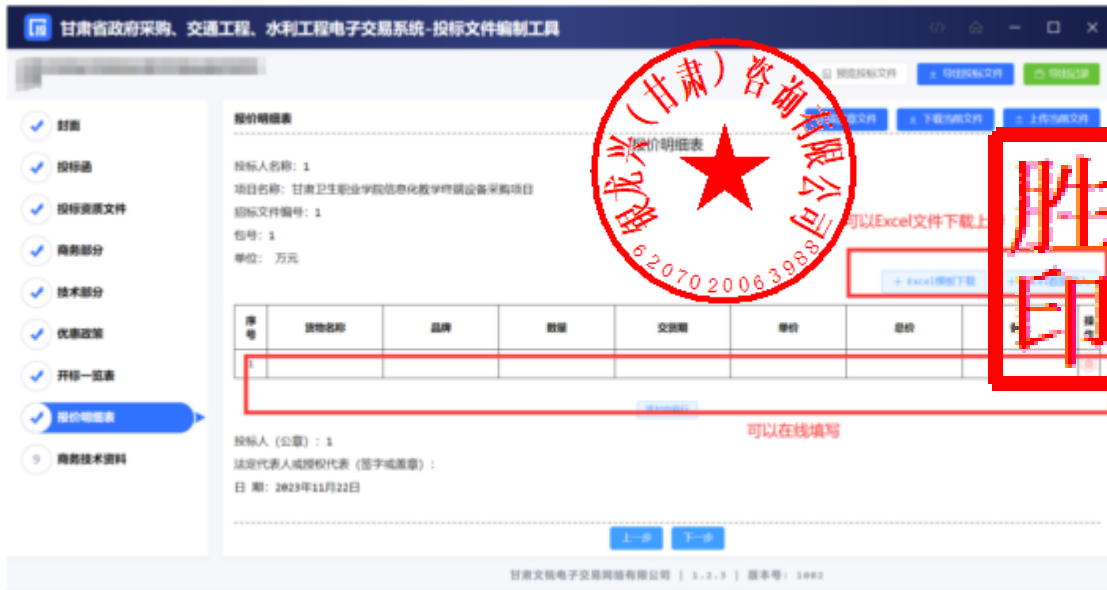 甘肃省政府采购、交通工程、水利工程电子交易系统-投标文件编制工具
预览投标文件
导出投标文件
导出记录
封面
投标函
投标资质文件
商务部分
技术部分
优惠政策
开标一览表
报价明细表
9 商务技术资料
报价明细表
下载当前文件
上传当前文件
报价明细表
投标人名称: 1
项目名称: 甘肃卫生职业学院信息化教学终端设备采购项目
招标文件编号: 1
包号: 1
单位: 万元
可以Excel文件下载上
+ Excel模板下载
序号 货物名称 品牌 数量 交货期 单价 总价 操作
1
可以在线填写
投标人 (公章) : 1
法定代表人或授权代表 (签字或盖章) :
日 期: 2023年11月22日
上一步 下一步
甘肃文锐电子交易网络有限公司 | 1.2.3 | 版本号: 1002
银龙兴(甘肃)咨询有限公司
6207020063988
胜
印